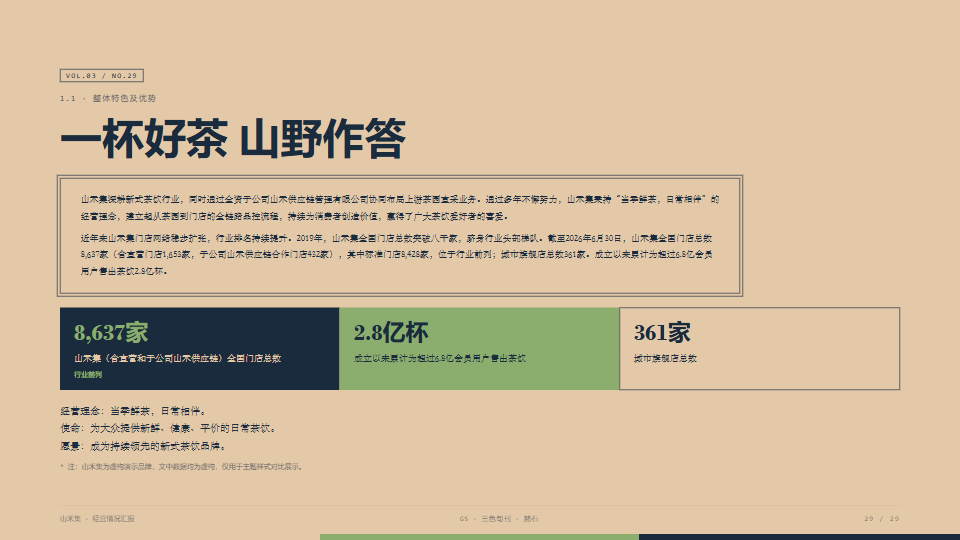 VOL.03 / NO.29
1.1 · 整体特色及优势
一杯好茶 山野作答
山禾集深耕新式茶饮行业，同时通过全资子公司山禾供应链管理有限公司协同布局上游茶园直采业务。通过多年不懈努力，山禾集秉持“当季鲜茶，日常相伴”的
经营理念，建立起从茶园到门店的全链路品控流程，持续为消费者创造价值，赢得了广大茶饮爱好者的喜爱。
近年来山禾集门店网络稳步扩张，行业排名持续提升。2019年，山禾集全国门店总数突破八千家，跻身行业头部梯队。截至2026年6月30日，山禾集全国门店总数
8,637家（含直营门店1,653家，子公司山禾供应链合作门店432家），其中标准门店8,428家，位于行业前列；城市旗舰店总数361家。成立以来累计为超过6.8亿会员
用户售出茶饮2.8亿杯。
8,637家
山禾集（含直营和子公司山禾供应链）全国门店总数
行业前列
2.8亿杯
成立以来累计为超过6.8亿会员用户售出茶饮
361家
城市旗舰店总数
经营理念：当季鲜茶，日常相伴。
使命：为大众提供新鲜、健康、平价的日常茶饮。
愿景：成为持续领先的新式茶饮品牌。
* 注：山禾集为虚构演示品牌，文中数据均为虚构，仅用于主题样式对比展示。
山禾集 · 经营情况汇报
G5 · 三色旬刊 · 赭石
29 / 29